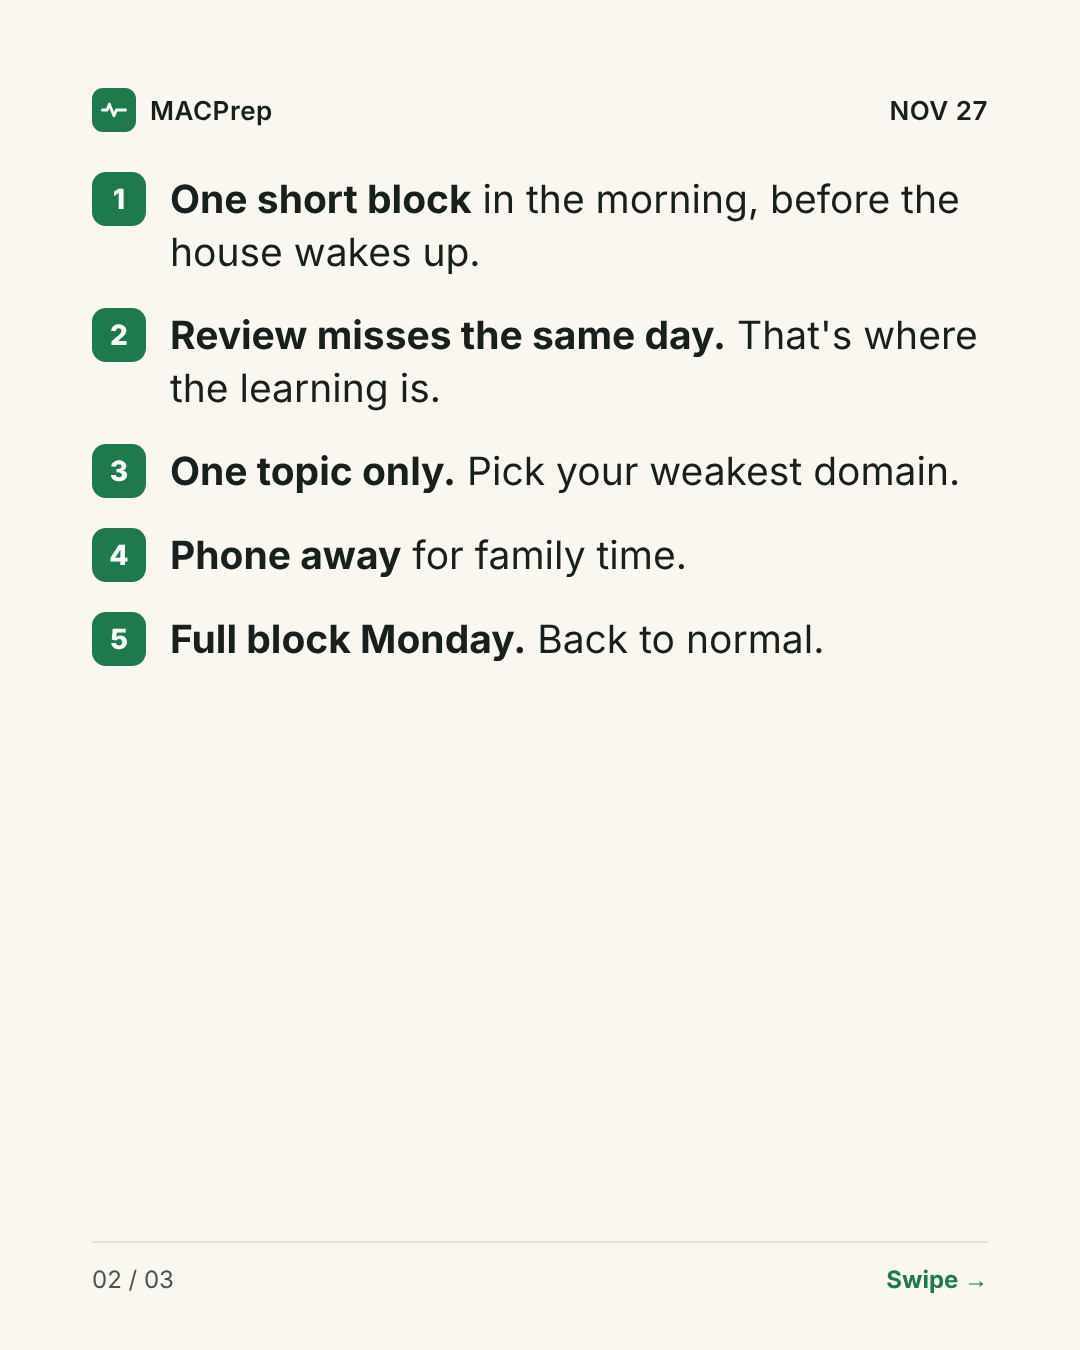 MACPrep
NOV 27
1 One short block in the morning, before the
house wakes up.
2 Review misses the same day. That's where
the learning is.
3 One topic only. Pick your weakest domain.
4 Phone away for family time.
5 Full block Monday. Back to normal.
02 / 03
Swipe →